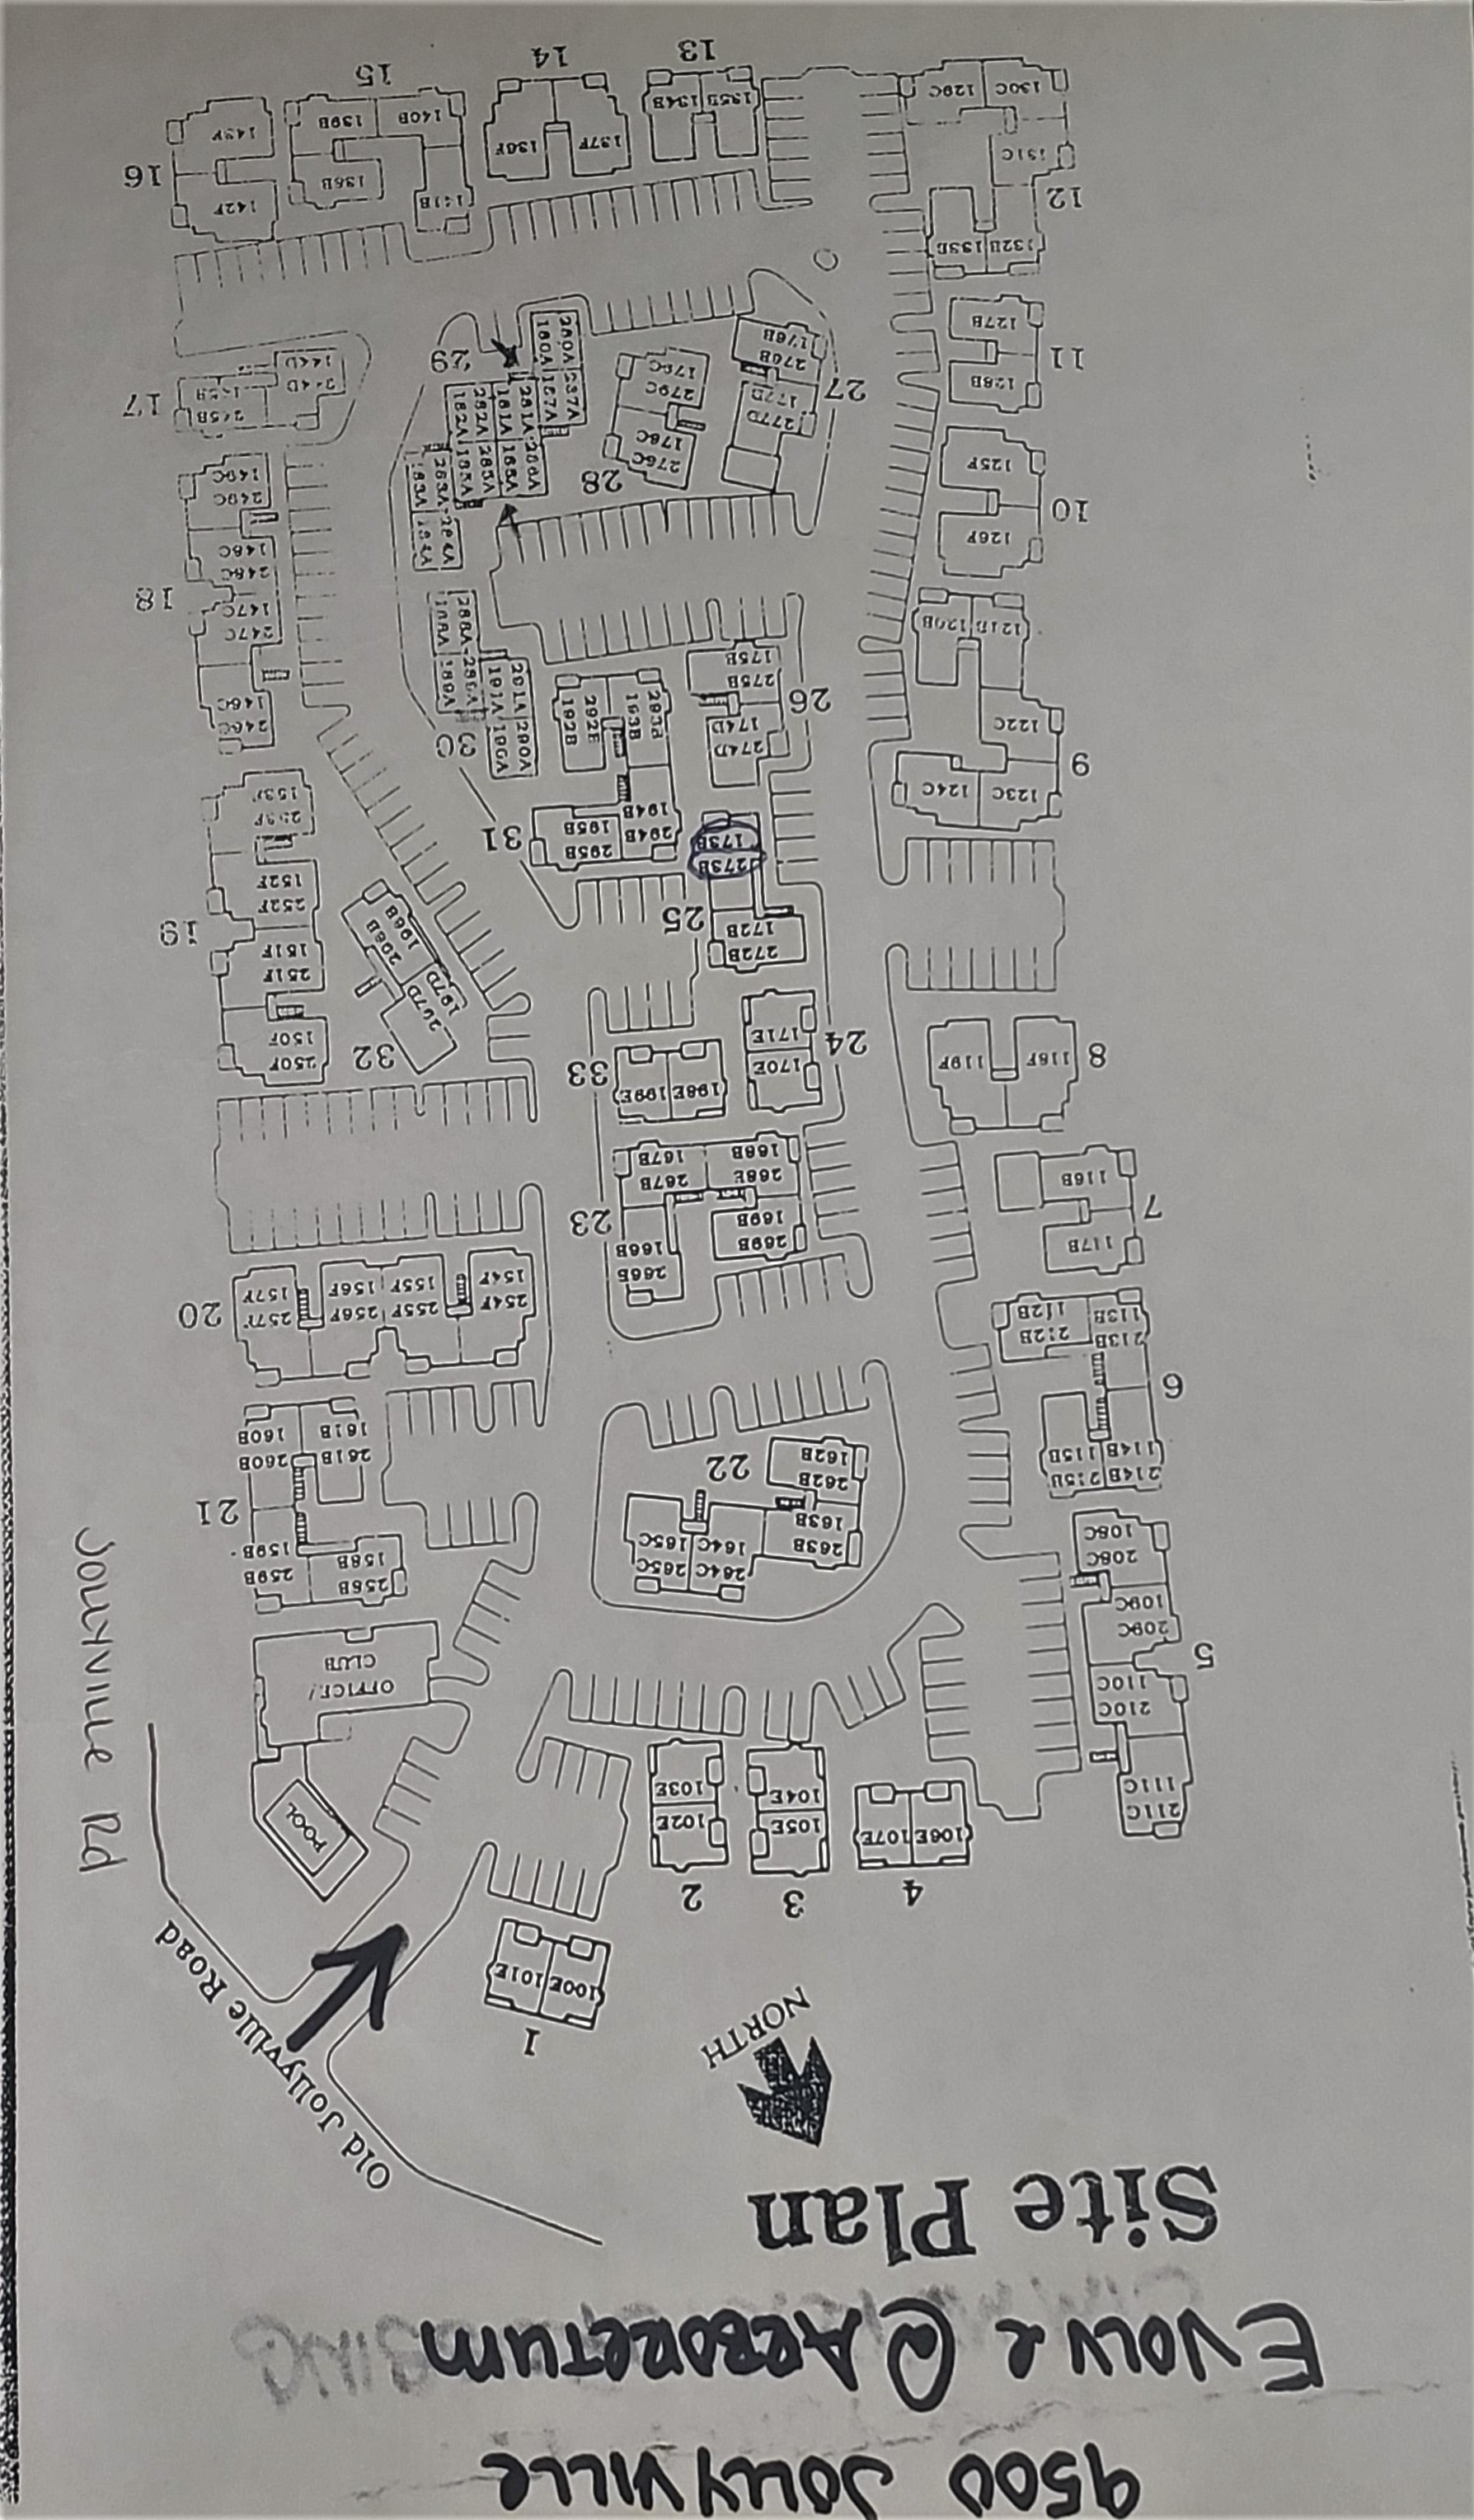 9500 JOLLYVILLE
EVOLVE @ ARBORETUM
Site Plan
NORTH
Old Jollyville Road
JOLLYVILLE Rd
1
100E 101E
2
102E
103E
3
105E
104E
4
106E 107E
POOL
OFFICE/
CLUB
5
211C
111C
210C
110C
209C
109C
208C
108C
6
214B
114B 115B
213B
113B
112B
7
117B
116B
8
118F 119F
9
123C 124C
122C
121B 120B
10
126F
125F
11
128B
127B
12
132B 133B
131C
130C 129C
13
135B 134B
14
137F 136F
15
141B
138B
140B 139B
16
142F
143F
17
245B
244D
144D
18
249C
149C
248C
148C
247C
147C
246C
146C
19
250F
150F
251F
151F
252F
152F
253F
153F
20
254F
154F
255F
155F
256F
156F
257F
157F
21
258B
158B
259B
159B
261B 260B
161B 160B
22
264C 265C
164C 165C
263B
163B
262B
162B
23
266B
166B
269B
169B
268B 267B
168B 167B
24
170E
171E
33
198E 199E
25
272B
172B
273B
173B
26
274D
174D
275B
175B
27
277D
177D
276B
176B
28
276C
176C
279C
179C
29
280A 287A
180A 187A
281A 286A
181A
282A 285A
182A 185A
283A 284A
183A 184A
30
288A 289A
188A 189A
291A 290A
191A 190A
31
295B
195B
294B
194B
293B
193B
192B
32
297D
197D
296B
196B